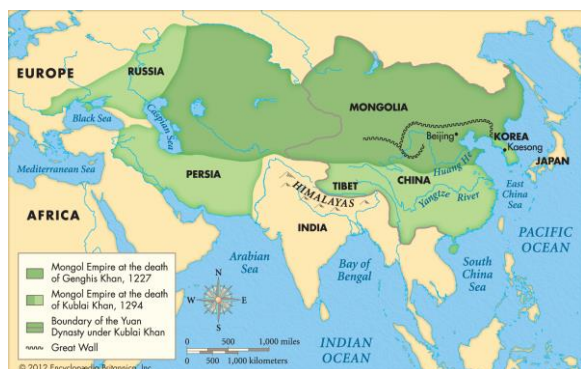 EUROPE
RUSSIA
MONGOLIA
Black Sea
Caspian Sea
Beijing
KOREA
Kaesong
JAPAN
Mediterranean Sea
PERSIA
TIBET
CHINA
Huang He
East
China
Sea
HIMALAYAS
Yangtze River
AFRICA
INDIA
PACIFIC
OCEAN
Arabian
Sea
Bay of
Bengal
South
China
Sea
INDIAN
OCEAN
Mongol Empire at the death
of Genghis Khan, 1227
Mongol Empire at the death
of Kublai Khan, 1294
Boundary of the Yuan
Dynasty under Kublai Khan
Great Wall
N
W E
S
0 500 1,000 miles
0 500 1,000 kilometers
© 2012 Encyclopædia Britannica, Inc.